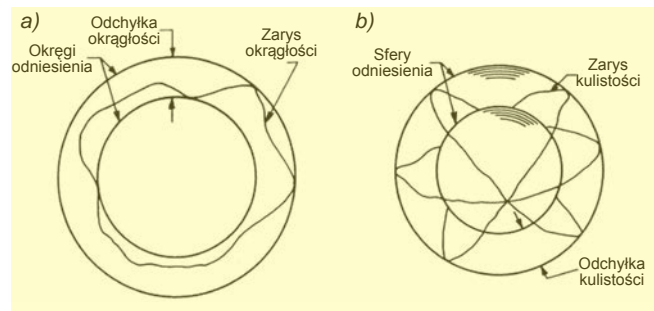 a)
Odchyłka
okrągłości
Okręgi
odniesienia
Zarys
okrągłości
b)
Sfery
odniesienia
Zarys
kulistości
Odchyłka
kulistości